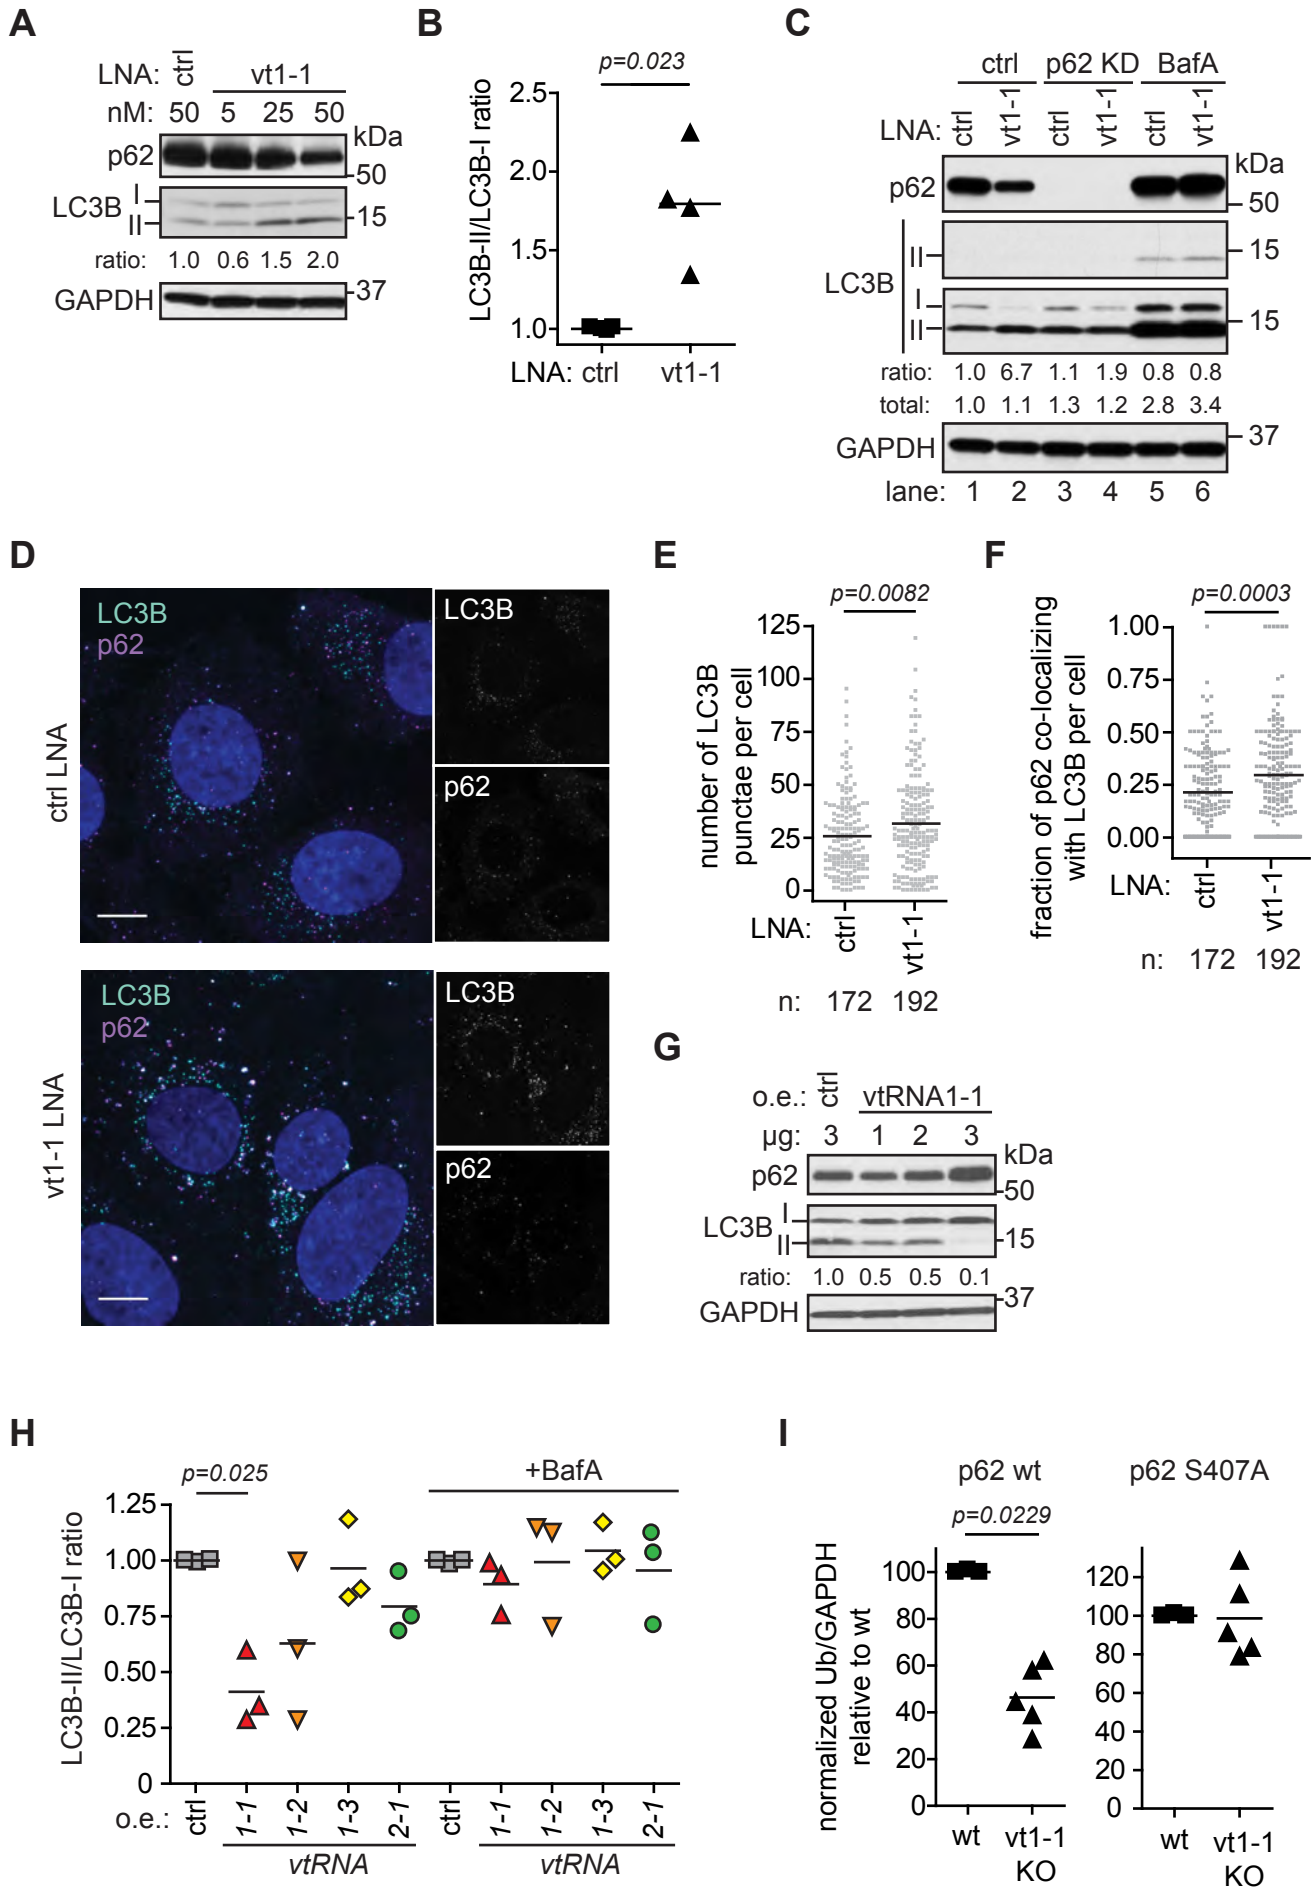 A
LNA: ctrl vt1-1
nM: 50 5 25 50
kDa
p62
50
LC3B I
II
15
ratio: 1.0 0.6 1.5 2.0
GAPDH
37
B
p=0.023
LC3B-II/LC3B-I ratio
2.5
2.0
1.5
1.0
LNA: ctrl vt1-1
C
ctrl p62 KD BafA
LNA: ctrl vt1-1 ctrl vt1-1 ctrl vt1-1
kDa
p62
50
LC3B
II
15
I
II
15
ratio: 1.0 6.7 1.1 1.9 0.8 0.8
total: 1.0 1.1 1.3 1.2 2.8 3.4
GAPDH
37
lane: 1 2 3 4 5 6
D
ctrl LNA
LC3B
p62
LC3B
p62
vt1-1 LNA
LC3B
p62
LC3B
p62
E
p=0.0082
number of LC3B
punctae per cell
125
100
75
50
25
0
LNA: ctrl vt1-1
n: 172 192
F
p=0.0003
fraction of p62 co-localizing
with LC3B per cell
1.00
0.75
0.50
0.25
0.00
LNA: ctrl vt1-1
n: 172 192
G
o.e.: ctrl vtRNA1-1
µg: 3 1 2 3
kDa
p62
50
LC3B I
II
15
ratio: 1.0 0.5 0.5 0.1
GAPDH
37
H
p=0.025
+BafA
LC3B-II/LC3B-I ratio
1.25
1.00
0.75
0.50
0.25
0
o.e.: ctrl 1-1 1-2 1-3 2-1 ctrl 1-1 1-2 1-3 2-1
vtRNA vtRNA
I
p62 wt
p=0.0229
normalized Ub/GAPDH
relative to wt
100
80
60
40
20
0
wt vt1-1
KO
p62 S407A
120
100
80
60
40
20
0
wt vt1-1
KO